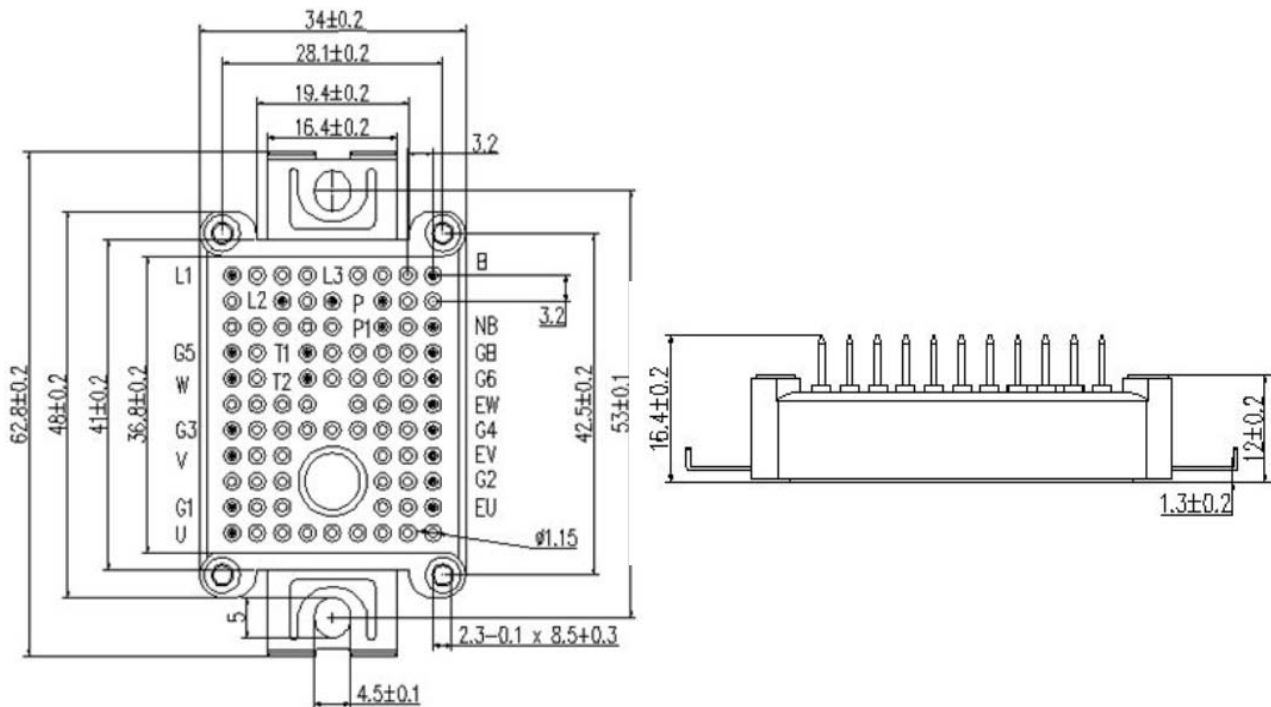 34±0.2
28.1±0.2
19.4±0.2
16.4±0.2
3.2
62.8±0.2
48±0.2
41±0.2
36.8±0.2
L1
L3
B
L2
P
3.2
P1
NB
G5
T1
GB
W
T2
G6
EW
G3
G4
V
EV
G2
G1
EU
U
42.5±0.2
53±0.1
ø1.15
5
2.3-0.1 x 8.5+0.3
4.5±0.1
16.4±0.2
12±0.2
1.3±0.2